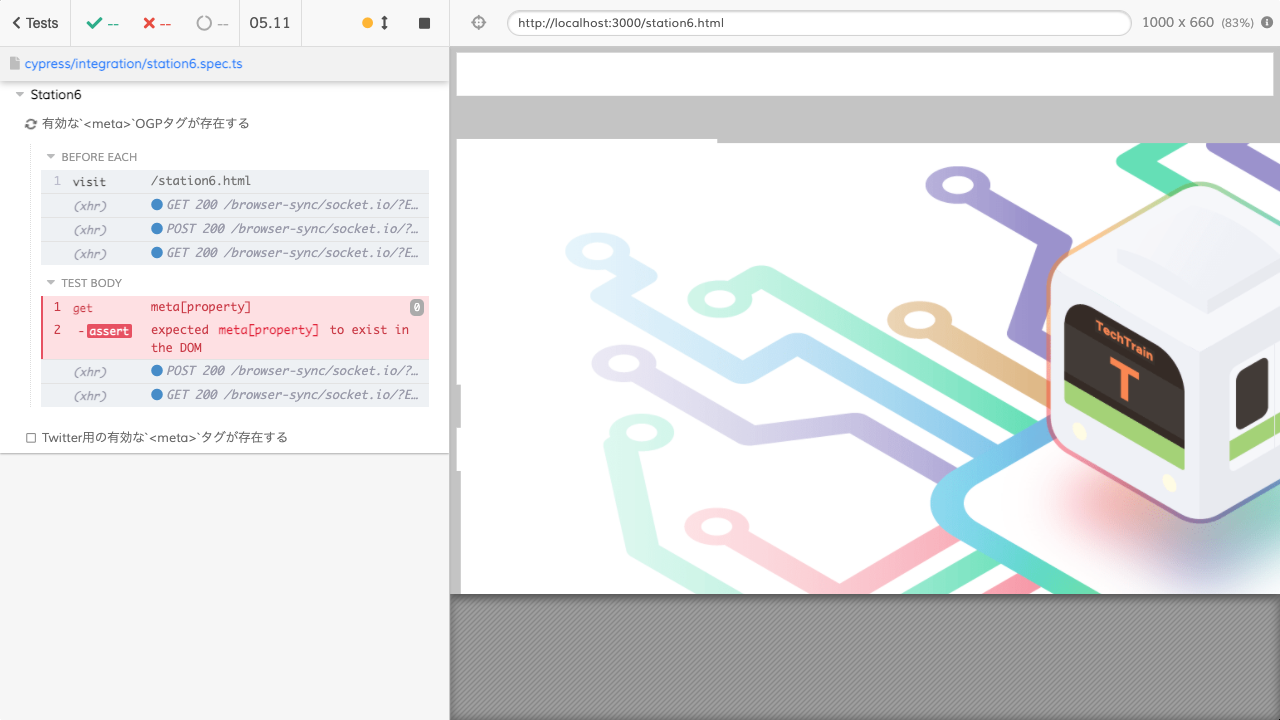 Tests -- -- -- 05.11
http://localhost:3000/station6.html 1000 x 660 (83%)
cypress/integration/station6.spec.ts
Station6
有効な`<meta>`OGPタグが存在する
BEFORE EACH
1 visit /station6.html
(xhr) GET 200 /browser-sync/socket.io/?E…
(xhr) POST 200 /browser-sync/socket.io/?…
(xhr) GET 200 /browser-sync/socket.io/?E…
TEST BODY
1 get meta[property] 0
2 -assert expected meta[property] to exist in
the DOM
(xhr) POST 200 /browser-sync/socket.io/?…
(xhr) GET 200 /browser-sync/socket.io/?E…
Twitter用の有効な`<meta>`タグが存在する
TechTrain
T